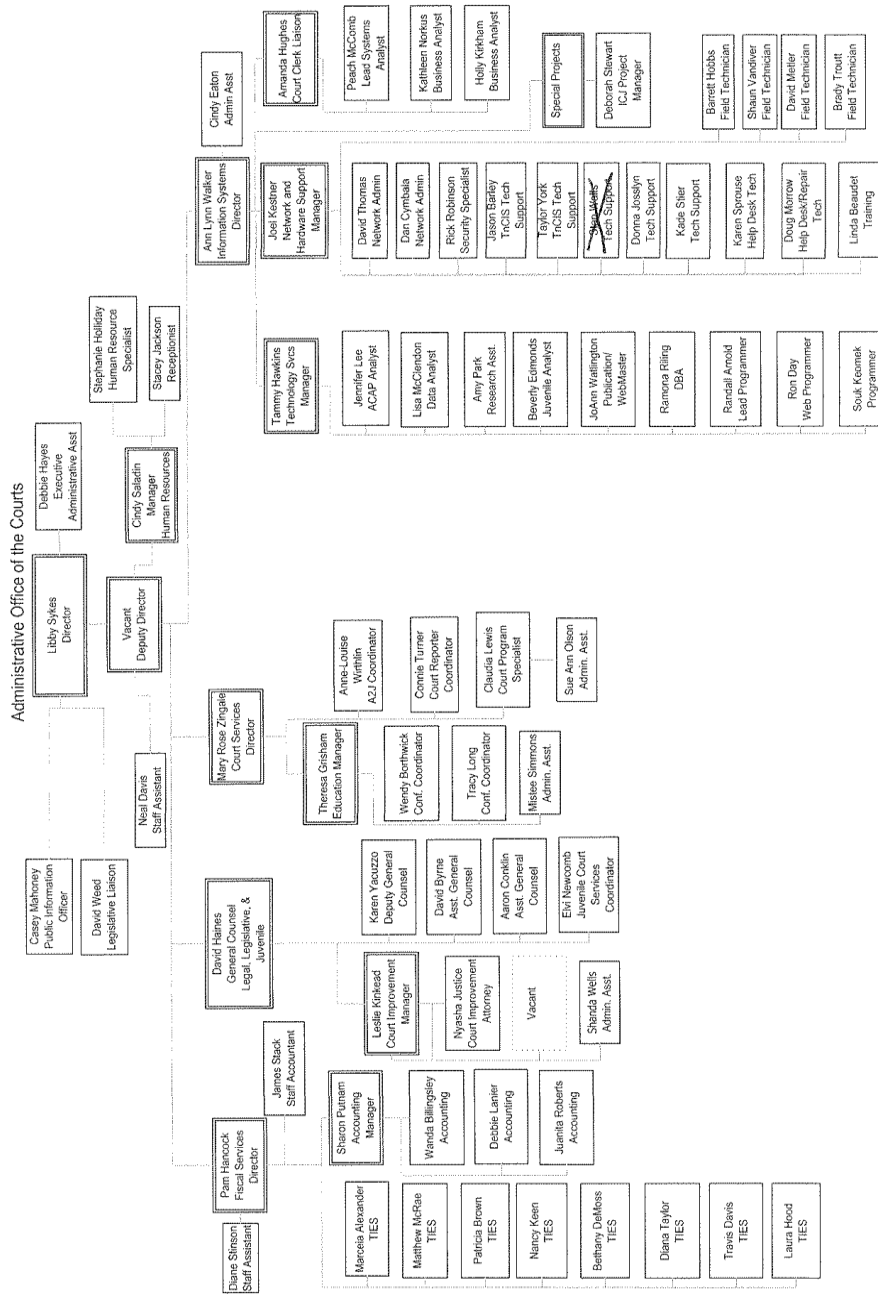 Administrative Office of the Courts
Libby Sykes
Director
Debbie Hayes
Executive
Administrative Asst
Casey Mahoney
Public Information
Officer
David Weed
Legislative Liaison
Vacant
Deputy Director
Neal Davis
Staff Assistant
Cindy Saladin
Manager
Human Resources
Stephanie Holliday
Human Resource
Specialist
Stacey Jackson
Receptionist
Pam Hancock
Fiscal Services
Director
Diane Stinson
Staff Assistant
James Stack
Staff Accountant
Marceia Alexander
TIES
Matthew McRae
TIES
Patricia Brown
TIES
Nancy Keen
TIES
Bethany DeMoss
TIES
Diana Taylor
TIES
Travis Davis
TIES
Laura Hood
TIES
Sharon Putnam
Accounting
Manager
Wanda Billingsley
Accounting
Debbie Lanier
Accounting
Juanita Roberts
Accounting
David Haines
General Counsel
Legal, Legislative, &
Juvenile
Leslie Kinkead
Court Improvement
Manager
Nyasha Justice
Court Improvement
Attorney
Vacant
Shanda Wells
Admin. Asst.
Karen Yacuzzo
Deputy General
Counsel
David Byrne
Asst. General
Counsel
Aaron Conklin
Asst. General
Counsel
Elvi Newcomb
Juvenile Court
Services
Coordinator
Mary Rose Zingale
Court Services
Director
Theresa Grisham
Education Manager
Wendy Borthwick
Conf. Coordinator
Tracy Long
Conf. Coordinator
Mistee Simmons
Admin. Asst.
Anne-Louise
Wirthlin
A2J Coordinator
Connie Turner
Court Reporter
Coordinator
Claudia Lewis
Court Program
Specialist
Sue Ann Olson
Admin. Asst.
Ann Lynn Walker
Information Systems
Director
Cindy Eaton
Admin Asst
Tammy Hawkins
Technology Svcs
Manager
Jennifer Lee
ACAP Analyst
Lisa McClendon
Data Analyst
Amy Park
Research Asst.
Beverly Edmonds
Juvenile Analyst
JoAnn Watlington
Publication/
WebMaster
Ramona Riling
DBA
Randall Arnold
Lead Programmer
Ron Day
Web Programmer
Souk Keomek
Programmer
Joel Kestner
Network and
Hardware Support
Manager
David Thomas
Network Admin
Dan Cymbala
Network Admin
Rick Robinson
Security Specialist
Jason Barley
TnCIS Tech
Support
Taylor York
TnCIS Tech
Support
Wells
Tech Support
Donna Josslyn
Tech Support
Kade Stier
Tech Support
Karen Sprouse
Help Desk Tech
Doug Morrow
Help Desk/Repair
Tech
Linda Beaudet
Training
Barrett Hobbs
Field Technician
Shaun Vandiver
Field Technician
David Metler
Field Technician
Brady Troutt
Field Technician
Amanda Hughes
Court Clerk Liaison
Peach McComb
Lead Systems
Analyst
Kathleen Norkus
Business Analyst
Holly Kirkham
Business Analyst
Special Projects
Deborah Stewart
ICJ Project
Manager